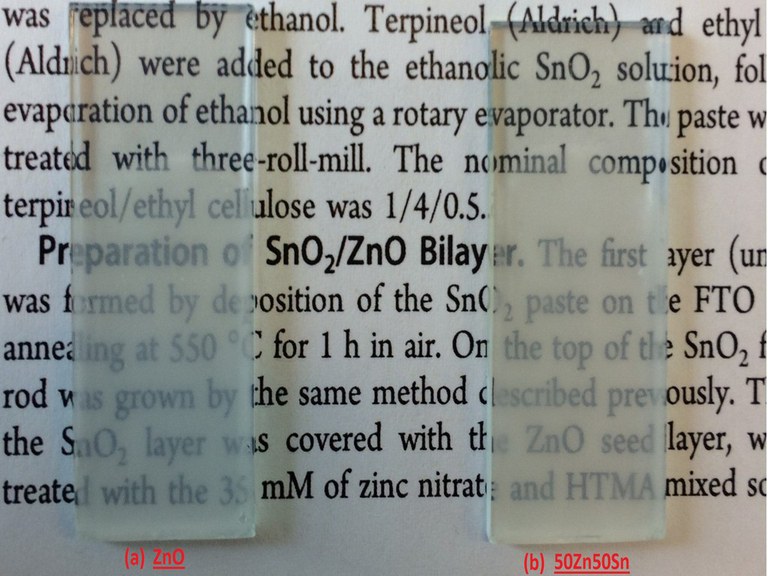 was replaced by ethanol. Terpineol (Aldrich) and ethyl
(Aldrich) were added to the ethanolic SnO₂ solution, fol
evaporation of ethanol using a rotary evaporator. The paste w
treated with three-roll-mill. The nominal composition o
terpineol/ethyl cellulose was 1/4/0.5.
Preparation of SnO₂/ZnO Bilayer. The first layer (un
was formed by deposition of the SnO₂ paste on the FTO
annealing at 550 °C for 1 h in air. On the top of the SnO₂ f
rod was grown by the same method described previously. T
the SnO₂ layer was covered with the ZnO seed layer, w
treated with the 35 mM of zinc nitrate and HTMA mixed so
(a) ZnO
(b) 50Zn50Sn